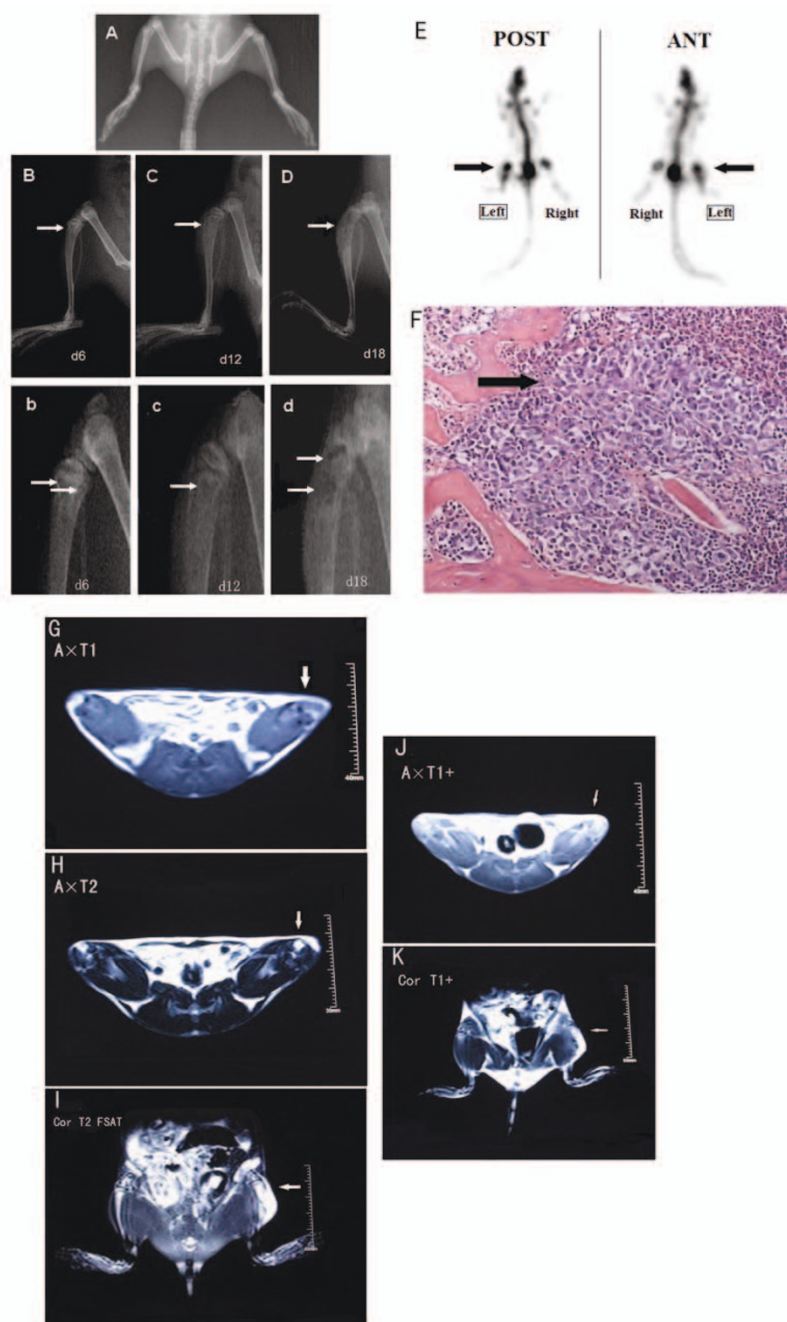 A
E
POST
ANT
Left
Right
Right
Left
B
d6
C
d12
D
d18
b
d6
c
d12
d
d18
F
G
A×T1
40mm
J
A×T1+
H
A×T2
K
Cor T1+
I
Cor T2 FSAT